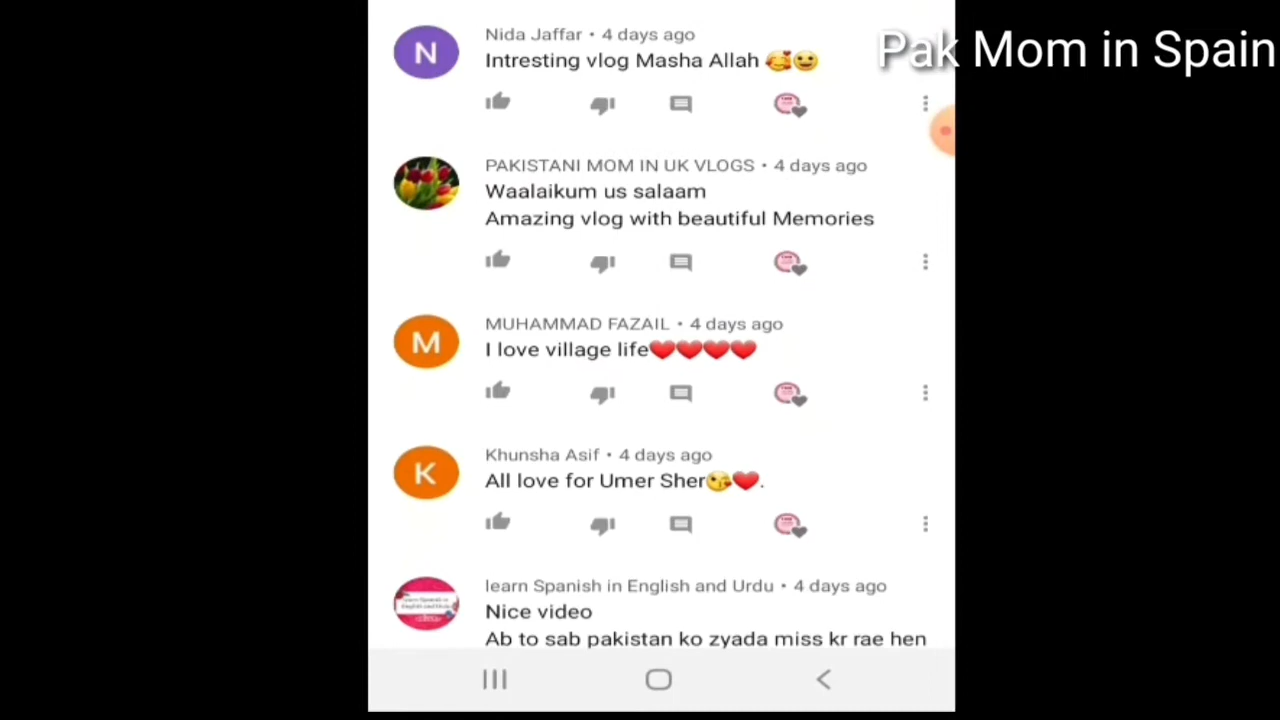 Pak Mom in Spain
N
Nida Jaffar • 4 days ago
Intresting vlog Masha Allah 🥰😉
PAKISTANI MOM IN UK VLOGS • 4 days ago
Waalaikum us salaam
Amazing vlog with beautiful Memories
M
MUHAMMAD FAZAIL • 4 days ago
I love village life❤❤❤❤
K
Khunsha Asif • 4 days ago
All love for Umer Sher😘❤.
learn Spanish in English and Urdu • 4 days ago
Nice video
Ab to sab pakistan ko zyada miss kr rae hen